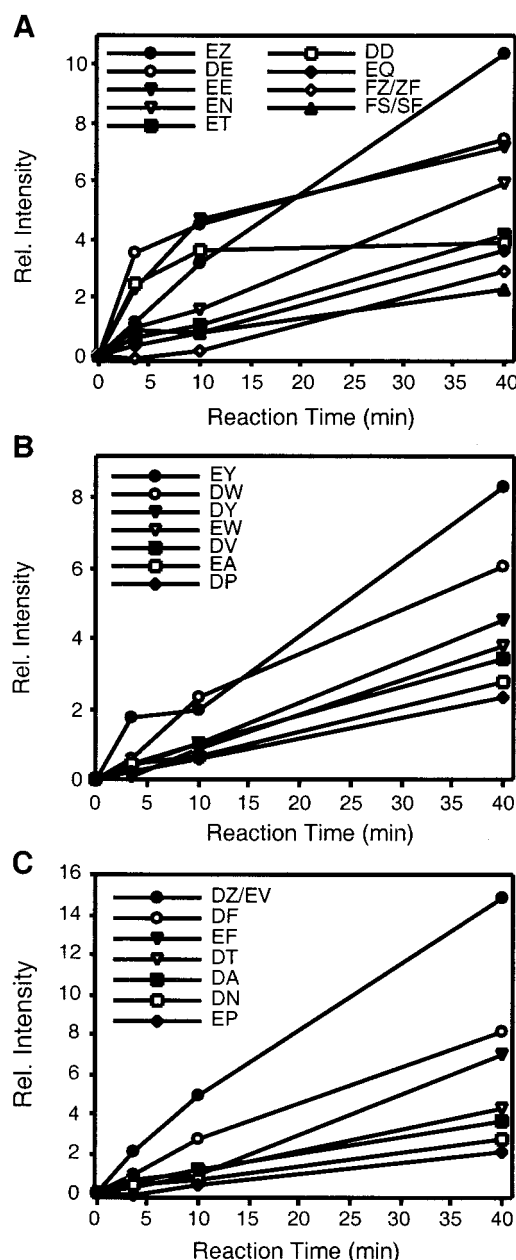 A
EZ DD
DE EQ
EE FZ/ZF
EN FS/SF
ET
10
8
6
4
2
0
Rel. Intensity
0 5 10 15 20 25 30 35 40
Reaction Time (min)
B
EY
DW
DY
EW
DV
EA
DP
8
6
4
2
0
Rel. Intensity
0 5 10 15 20 25 30 35 40
Reaction Time (min)
C
DZ/EV
DF
EF
DT
DA
DN
EP
16
14
12
10
8
6
4
2
0
Rel. Intensity
0 5 10 15 20 25 30 35 40
Reaction Time (min)